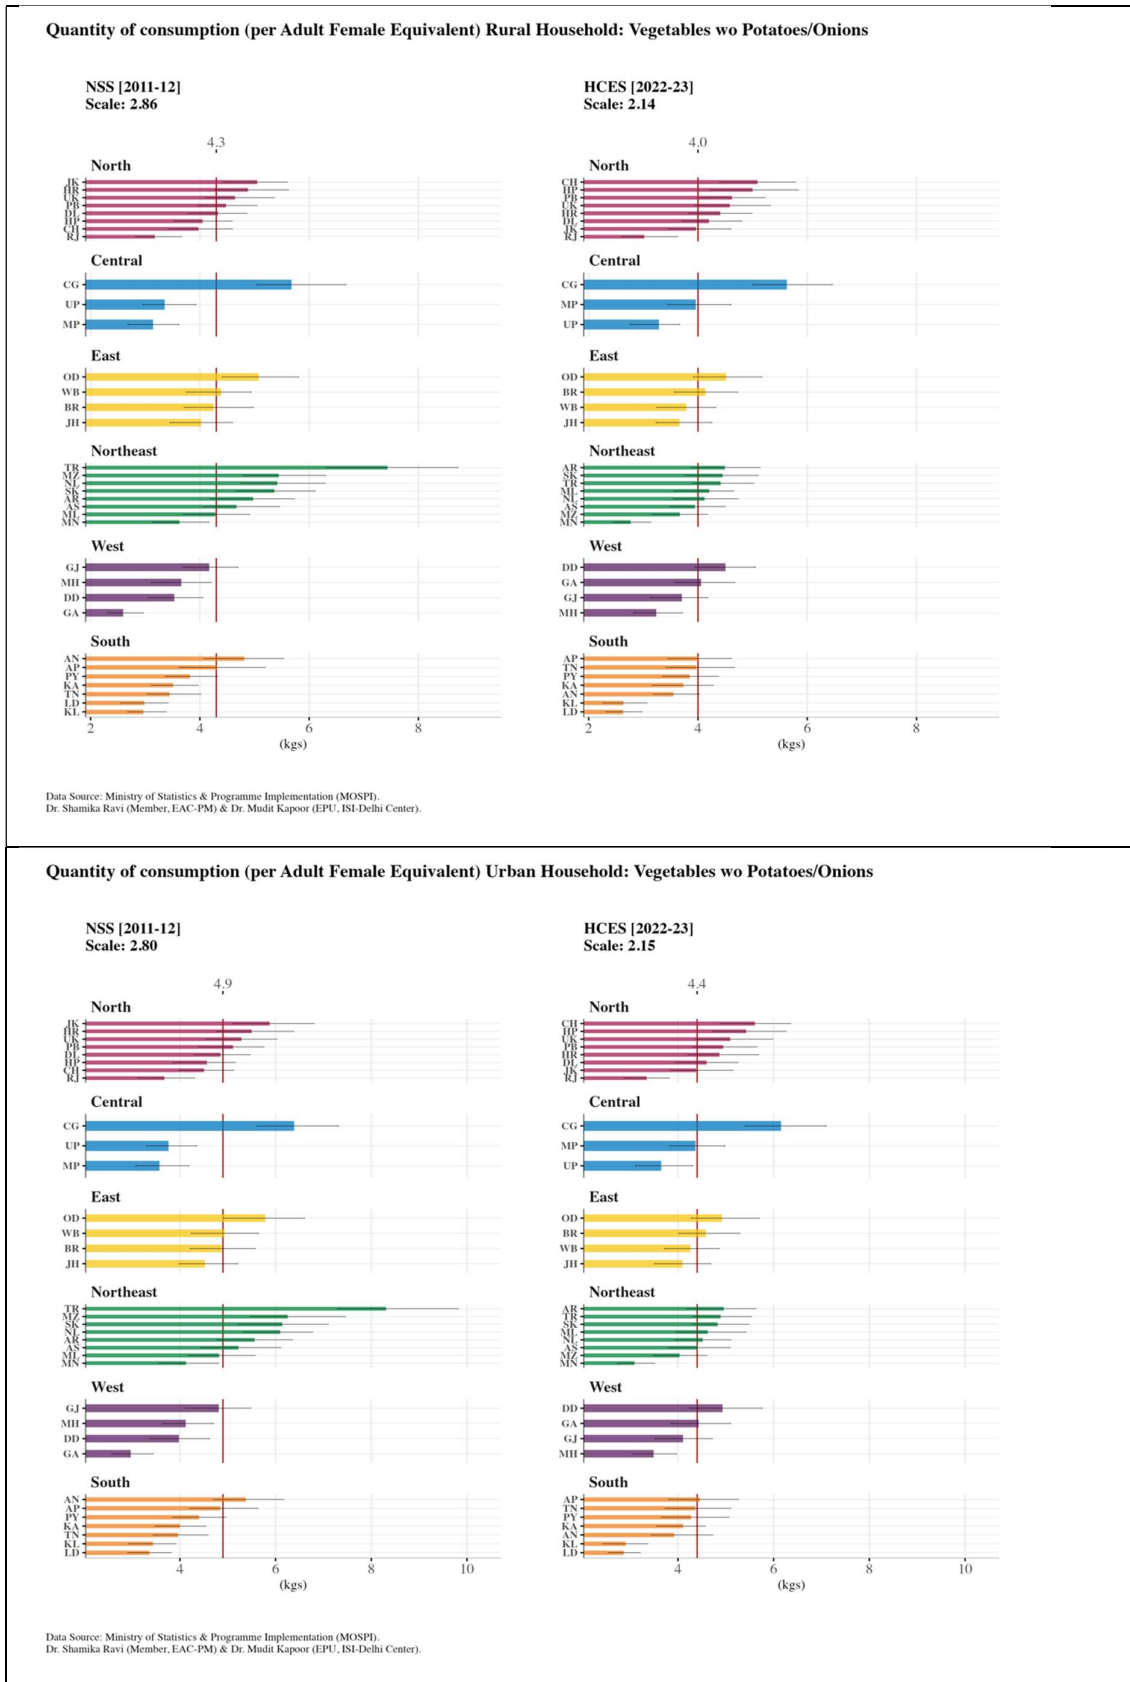 Quantity of consumption (per Adult Female Equivalent) Rural Household: Vegetables wo Potatoes/Onions
NSS [2011-12]
Scale: 2.86
4.3
North
JK
HR
UK
PB
DL
HP
CH
RJ
Central
CG
UP
MP
East
OD
WB
BR
JH
Northeast
TR
MZ
NL
SK
AR
AS
ML
MN
West
GJ
MH
DD
GA
South
AN
AP
PY
KA
TN
LD
KL
2 4 6 8
(kgs)
HCES [2022-23]
Scale: 2.14
4.0
North
CH
HP
PB
UK
HR
DL
JK
RJ
Central
CG
MP
UP
East
OD
BR
WB
JH
Northeast
AR
SK
TR
ML
NL
AS
MZ
MN
West
DD
GA
GJ
MH
South
AP
TN
PY
KA
AN
KL
LD
2 4 6 8
(kgs)
Data Source: Ministry of Statistics & Programme Implementation (MOSPI).
Dr. Shamika Ravi (Member, EAC-PM) & Dr. Mudit Kapoor (EPU, ISI-Delhi Center).
Quantity of consumption (per Adult Female Equivalent) Urban Household: Vegetables wo Potatoes/Onions
NSS [2011-12]
Scale: 2.80
4.9
North
JK
HR
UK
PB
DL
HP
CH
RJ
Central
CG
UP
MP
East
OD
WB
BR
JH
Northeast
TR
MZ
SK
NL
AR
AS
ML
MN
West
GJ
MH
DD
GA
South
AN
AP
PY
KA
TN
KL
LD
4 6 8 10
(kgs)
HCES [2022-23]
Scale: 2.15
4.4
North
CH
HP
UK
PB
HR
DL
JK
RJ
Central
CG
MP
UP
East
OD
BR
WB
JH
Northeast
AR
TR
SK
ML
NL
AS
MZ
MN
West
DD
GA
GJ
MH
South
AP
TN
PY
KA
AN
KL
LD
4 6 8 10
(kgs)
Data Source: Ministry of Statistics & Programme Implementation (MOSPI).
Dr. Shamika Ravi (Member, EAC-PM) & Dr. Mudit Kapoor (EPU, ISI-Delhi Center).